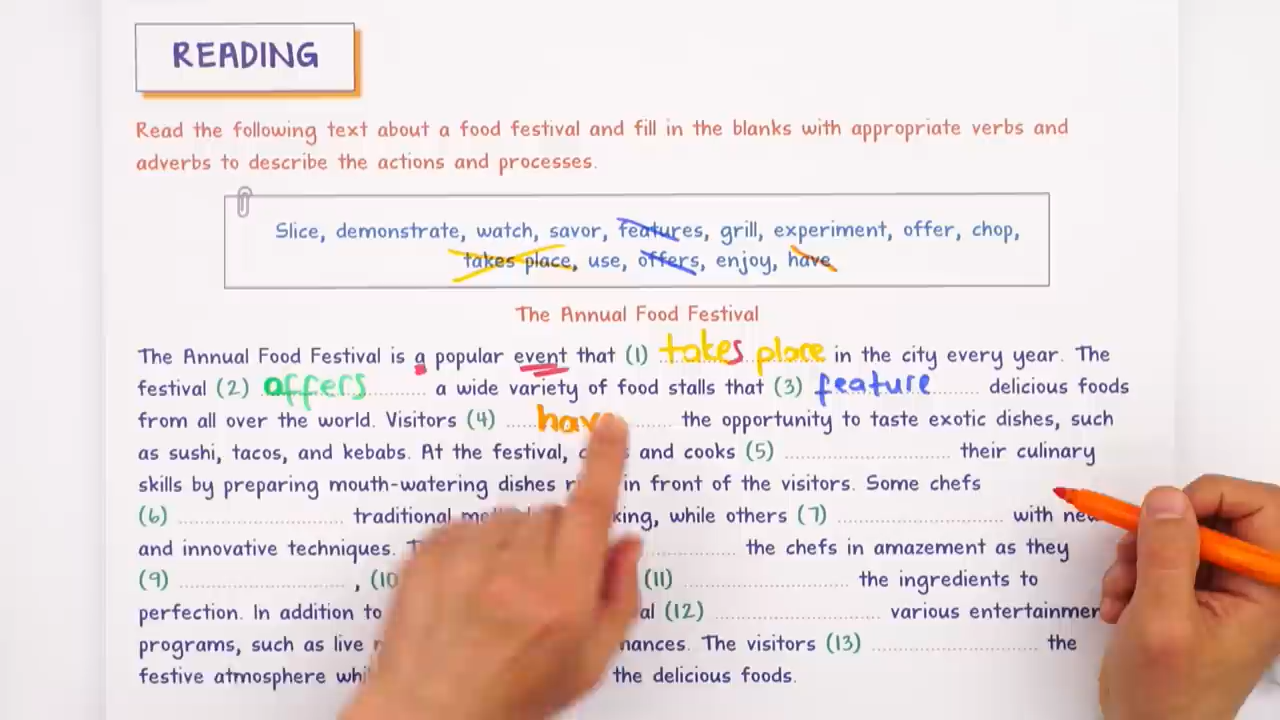 READING
Read the following text about a food festival and fill in the blanks with appropriate verbs and
adverbs to describe the actions and processes.
Slice, demonstrate, watch, savor, features, grill, experiment, offer, chop,
takes place, use, offers, enjoy, have
The Annual Food Festival
The Annual Food Festival is a popular event that (1) takes place in the city every year. The
festival (2) offers a wide variety of food stalls that (3) feature delicious foods
from all over the world. Visitors (4) have the opportunity to taste exotic dishes, such
as sushi, tacos, and kebabs. At the festival, and cooks (5) their culinary
skills by preparing mouth-watering dishes in front of the visitors. Some chefs
(6) traditional while others (7) with new
and innovative techniques. the chefs in amazement as they
(9) , (10 (11) the ingredients to
perfection. In addition to (12) various entertainmen
programs, such as live The visitors (13) the
festive atmosphere the delicious foods.